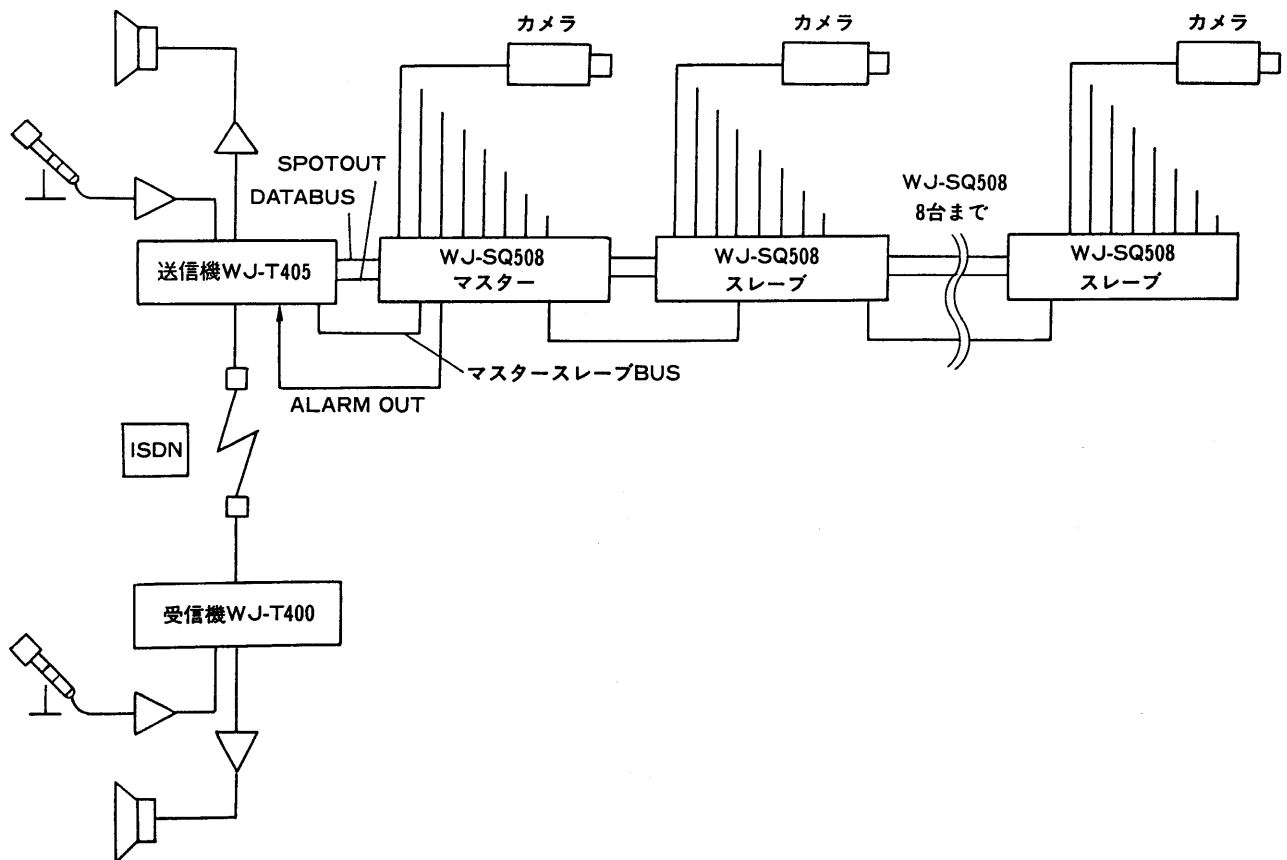 カメラ
カメラ
カメラ
SPOTOUT
DATABUS
WJ-SQ508
8台まで
送信機WJ-T405
WJ-SQ508
マスター
WJ-SQ508
スレーブ
WJ-SQ508
スレーブ
マスタースレーブBUS
ALARM OUT
ISDN
受信機WJ-T400